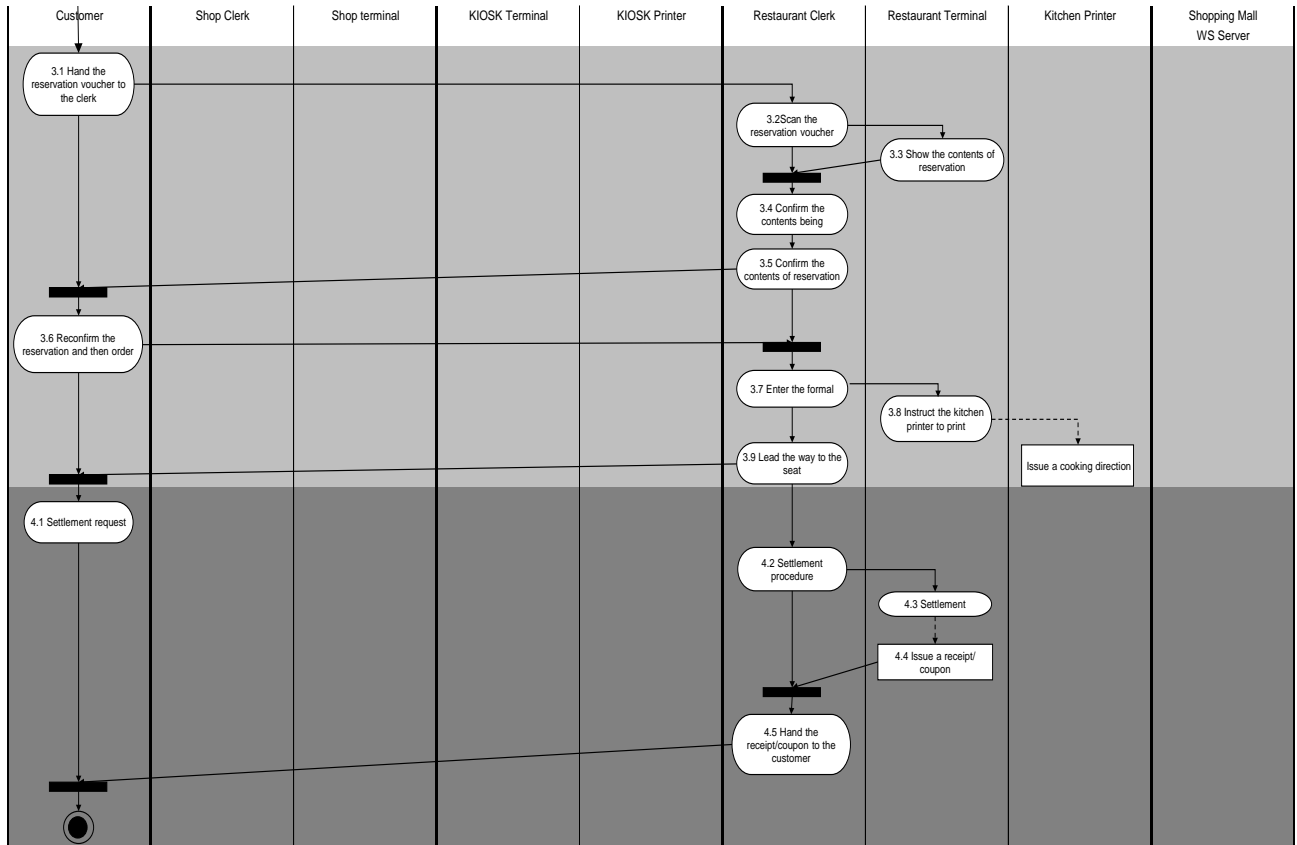 Customer
Shop Clerk
Shop terminal
KIOSK Terminal
KIOSK Printer
Restaurant Clerk
Restaurant Terminal
Kitchen Printer
Shopping Mall
WS Server
3.1 Hand the
reservation voucher to
the clerk
3.2Scan the
reservation voucher
3.3 Show the contents of
reservation
3.4 Confirm the
contents being
3.5 Confirm the
contents of reservation
3.6 Reconfirm the
reservation and then order
3.7 Enter the formal
3.8 Instruct the kitchen
printer to print
3.9 Lead the way to the
seat
Issue a cooking direction
4.1 Settlement request
4.2 Settlement
procedure
4.3 Settlement
4.4 Issue a receipt/
coupon
4.5 Hand the
receipt/coupon to the
customer